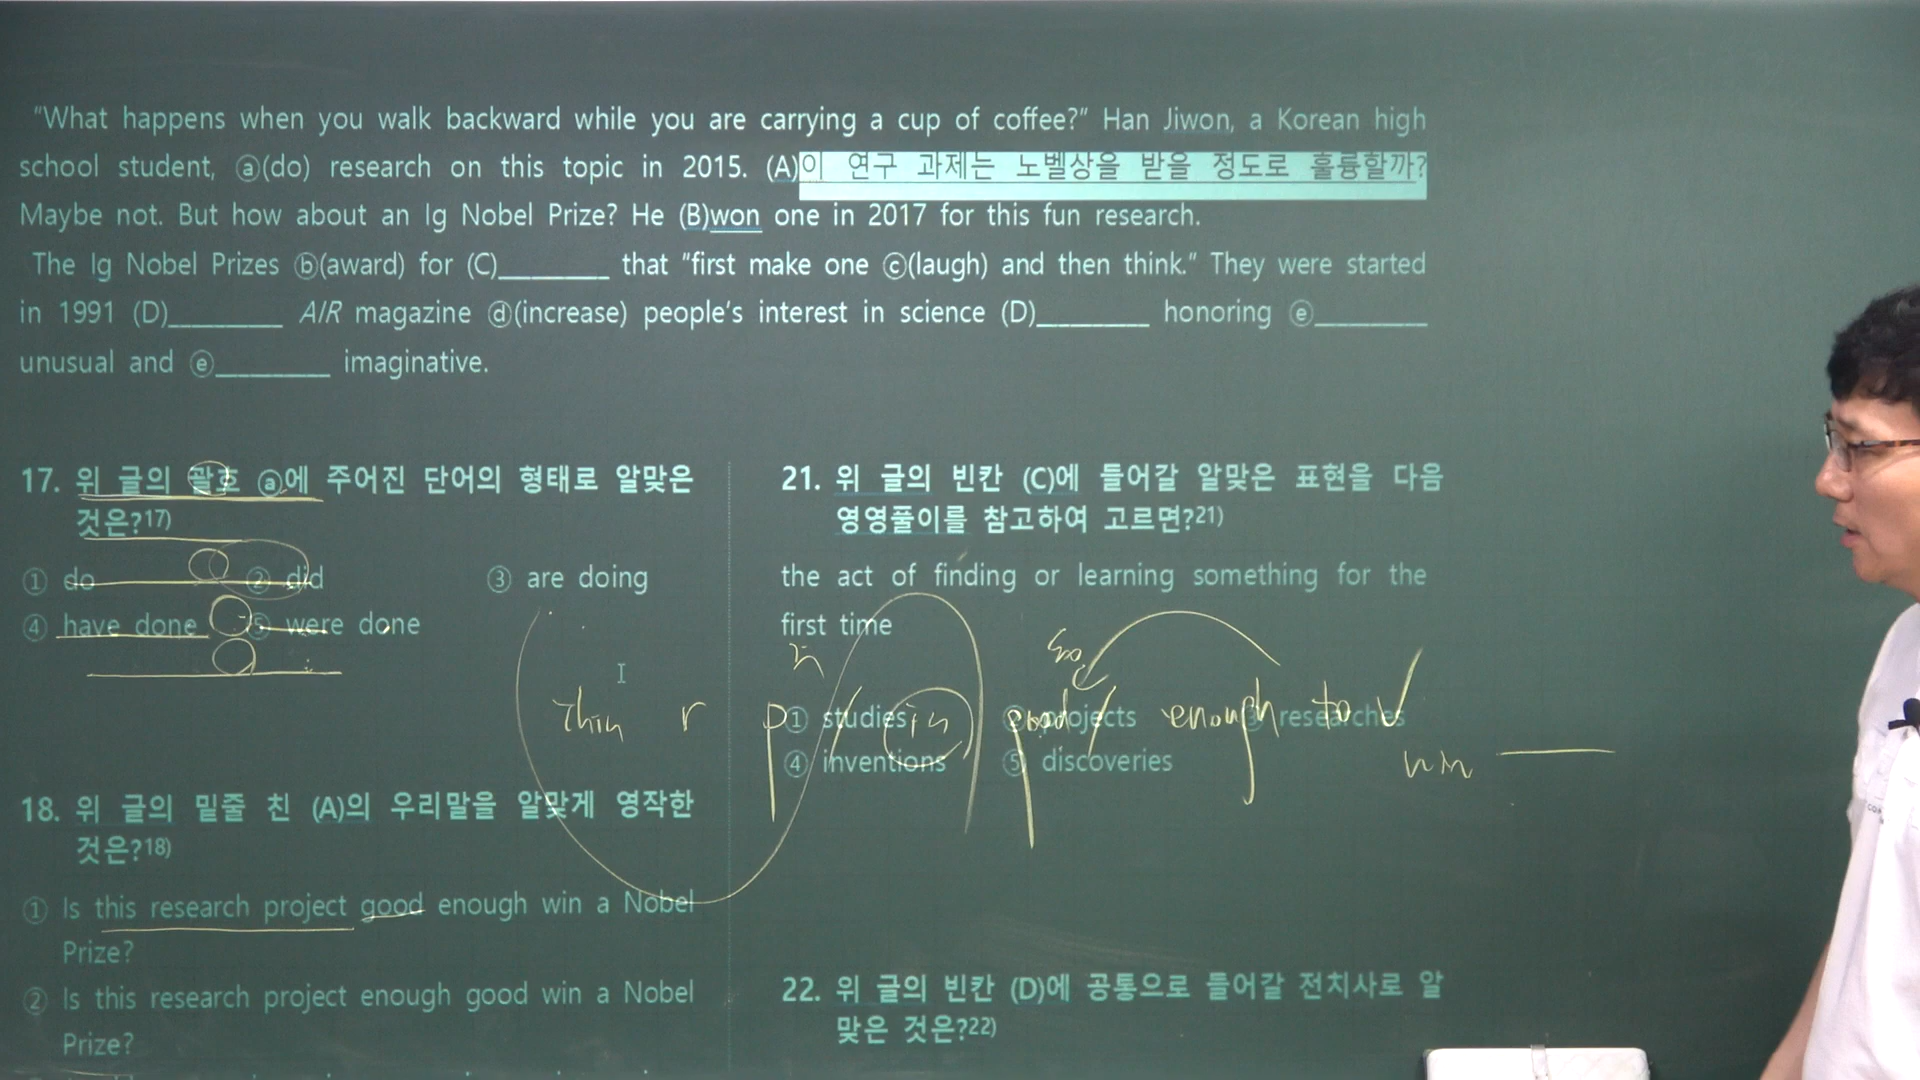 “What happens when you walk backward while you are carrying a cup of coffee?” Han Jiwon, a Korean high
school student, ⓐ(do) research on this topic in 2015. (A)이 연구 과제는 노벨상을 받을 정도로 훌륭할까?
Maybe not. But how about an Ig Nobel Prize? He (B)won one in 2017 for this fun research.
The Ig Nobel Prizes ⓑ(award) for (C)________ that “first make one ⓒ(laugh) and then think.” They were started
in 1991 (D)________ AIR magazine ⓓ(increase) people’s interest in science (D)________ honoring ⓔ________
unusual and ⓔ________ imaginative.
17. 위 글의 괄호 ⓐ에 주어진 단어의 형태로 알맞은
것은?17)
① do ② did ③ are doing
④ have done ⑤ were done
18. 위 글의 밑줄 친 (A)의 우리말을 알맞게 영작한
것은?18)
① Is this research project good enough win a Nobel
Prize?
② Is this research project enough good win a Nobel
Prize?
21. 위 글의 빈칸 (C)에 들어갈 알맞은 표현을 다음
영영풀이를 참고하여 고르면?21)
the act of finding or learning something for the
first time
① studies ② projects ③ researches
④ inventions ⑤ discoveries
r p good enough to V
win
22. 위 글의 빈칸 (D)에 공통으로 들어갈 전치사로 알
맞은 것은?22)